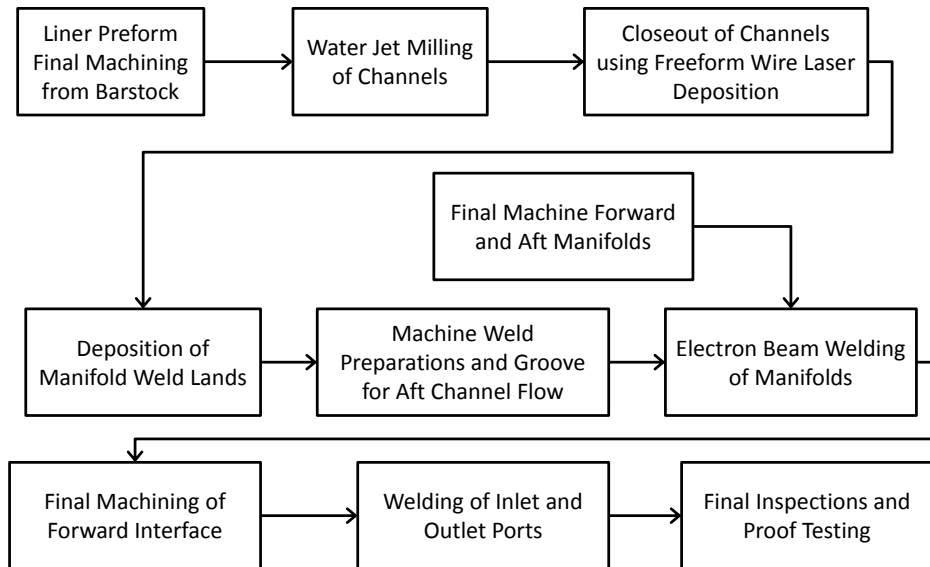 Liner Preform
Final Machining
from Barstock
Water Jet Milling
of Channels
Closeout of Channels
using Freeform Wire Laser
Deposition
Final Machine Forward
and Aft Manifolds
Deposition of
Manifold Weld Lands
Machine Weld
Preparations and Groove
for Aft Channel Flow
Electron Beam Welding
of Manifolds
Final Machining of
Forward Interface
Welding of Inlet and
Outlet Ports
Final Inspections and
Proof Testing